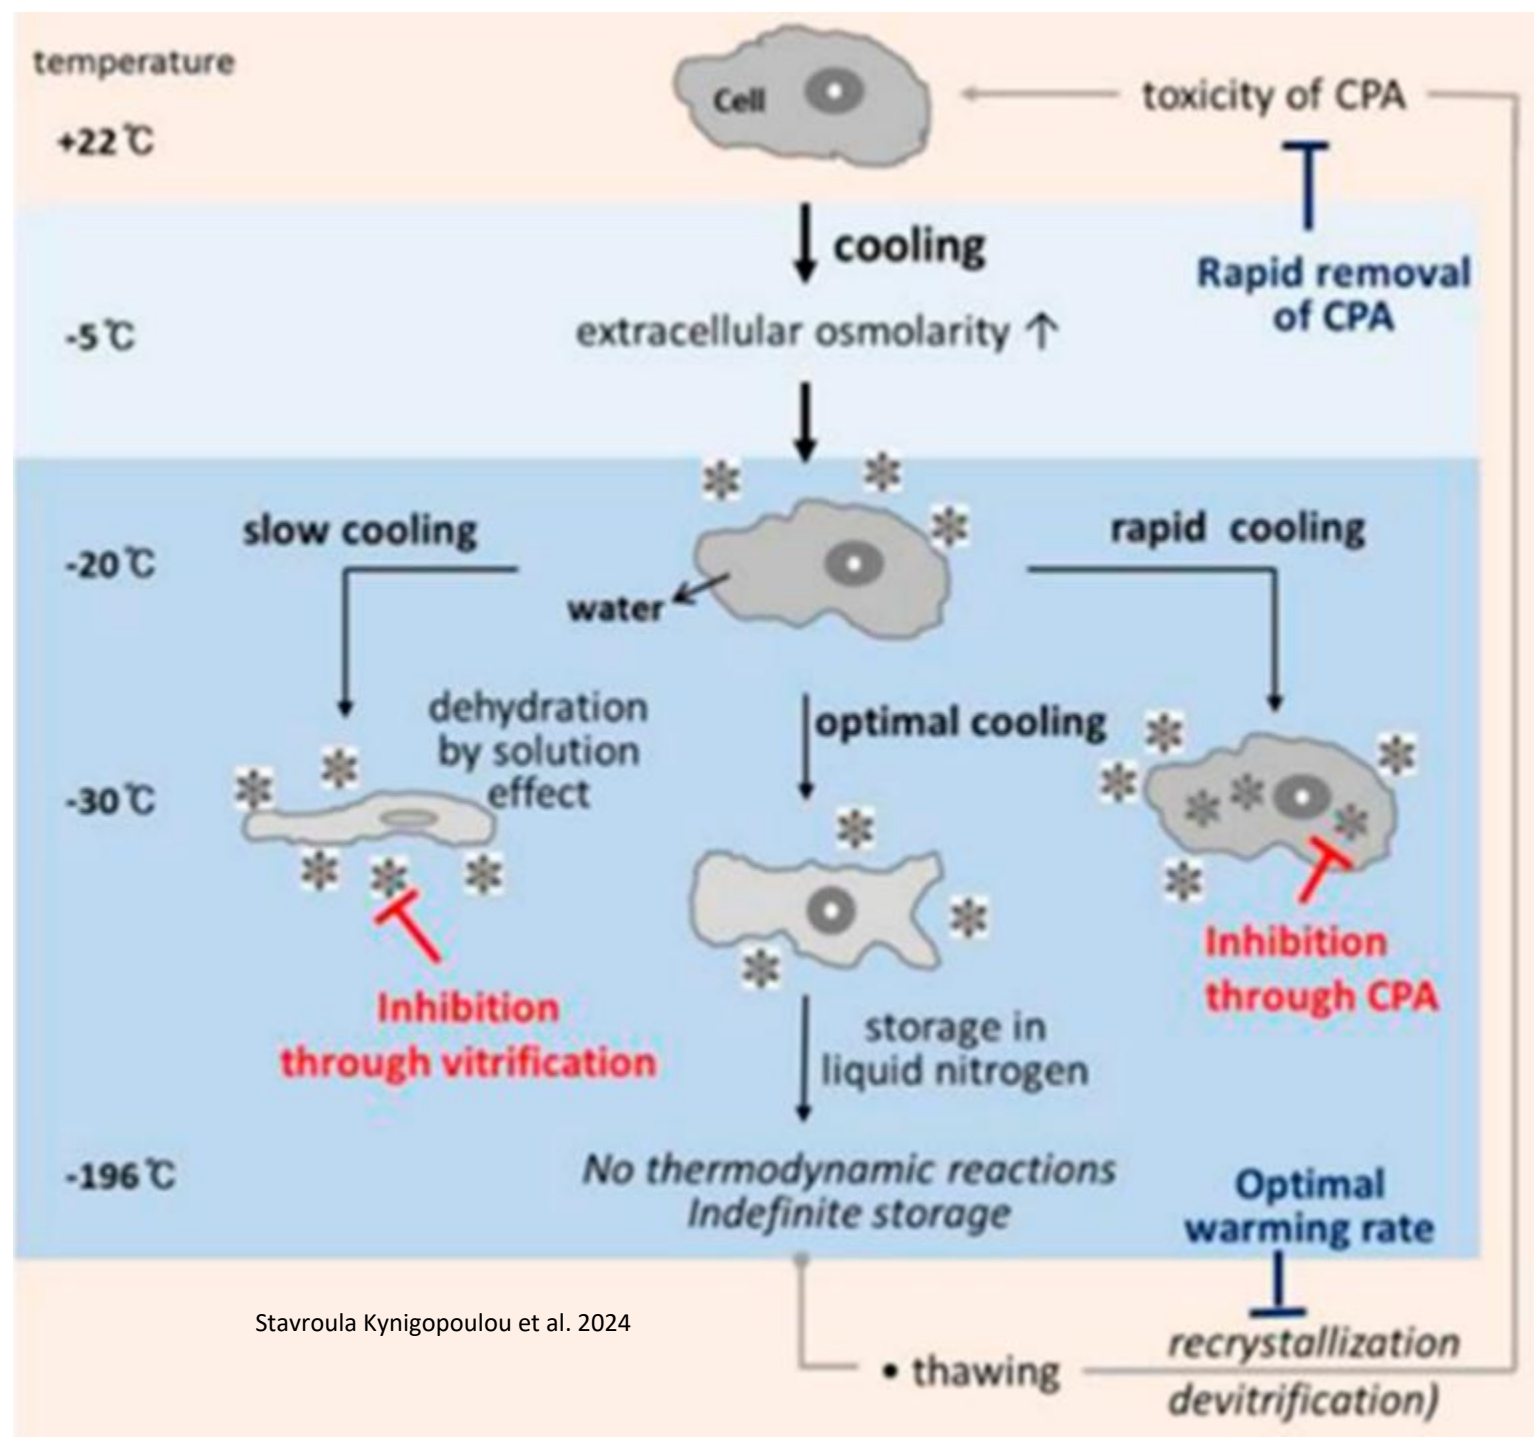 temperature
+22℃
Cell
toxicity of CPA
cooling
Rapid removal
of CPA
-5℃
extracellular osmolarity ↑
slow cooling
rapid cooling
-20℃
water
dehydration
by solution
effect
optimal cooling
-30℃
Inhibition
through vitrification
Inhibition
through CPA
storage in
liquid nitrogen
-196℃
No thermodynamic reactions
Indefinite storage
Optimal
warming rate
Stavroula Kynigopoulou et al. 2024
• thawing
recrystallization
devitrification)